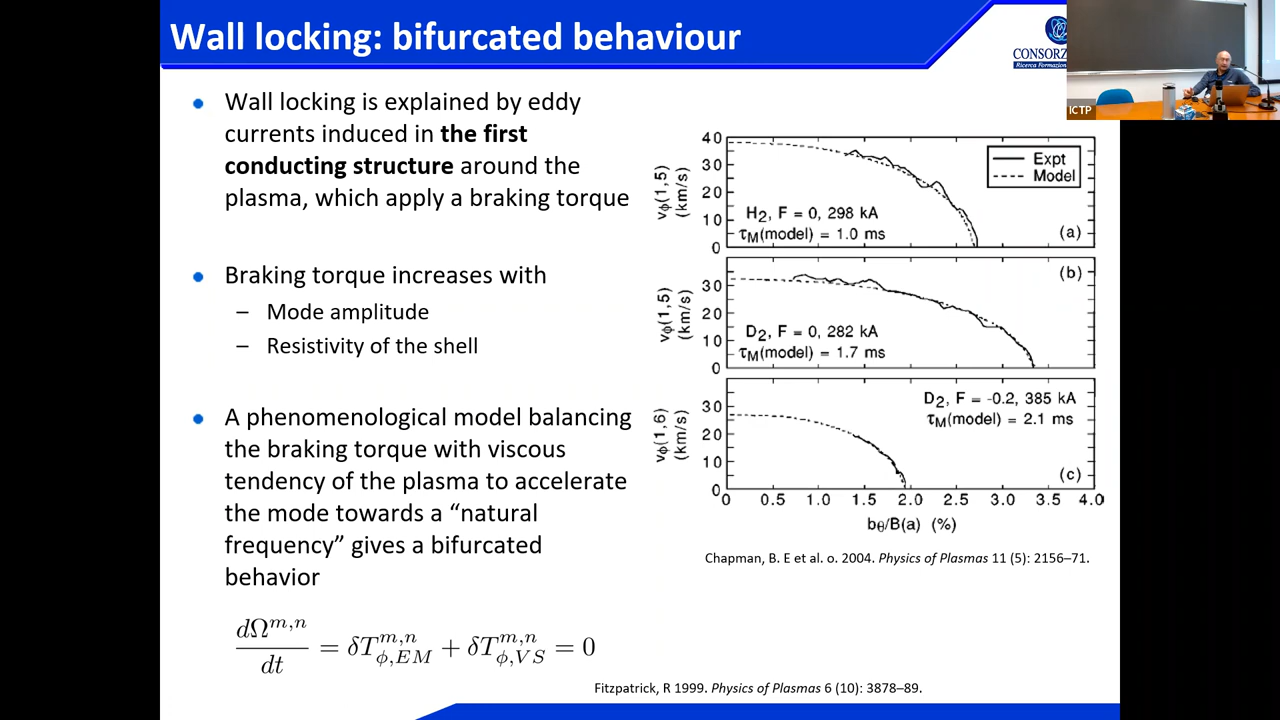 Wall locking: bifurcated behaviour
CONSORZ
Ricerca Formazion
ICTP
• Wall locking is explained by eddy
currents induced in the first
conducting structure around the
plasma, which apply a braking torque
• Braking torque increases with
– Mode amplitude
– Resistivity of the shell
• A phenomenological model balancing
the braking torque with viscous
tendency of the plasma to accelerate
the mode towards a “natural
frequency” gives a bifurcated
behavior
dΩ^{m,n}/dt = δT^{m,n}_{ϕ,EM} + δT^{m,n}_{ϕ,VS} = 0
40
30
20
10
0
vϕ(1,5)
(km/s)
Expt
Model
H2, F = 0, 298 kA
τM(model) = 1.0 ms
(a)
30
20
10
0
vϕ(1,5)
(km/s)
(b)
D2, F = 0, 282 kA
τM(model) = 1.7 ms
30
20
10
0
vϕ(1,6)
(km/s)
D2, F = -0.2, 385 kA
τM(model) = 2.1 ms
(c)
0 0.5 1.0 1.5 2.0 2.5 3.0 3.5 4.0
bθ/B(a) (%)
Chapman, B. E et al. o. 2004. Physics of Plasmas 11 (5): 2156–71.
Fitzpatrick, R 1999. Physics of Plasmas 6 (10): 3878–89.